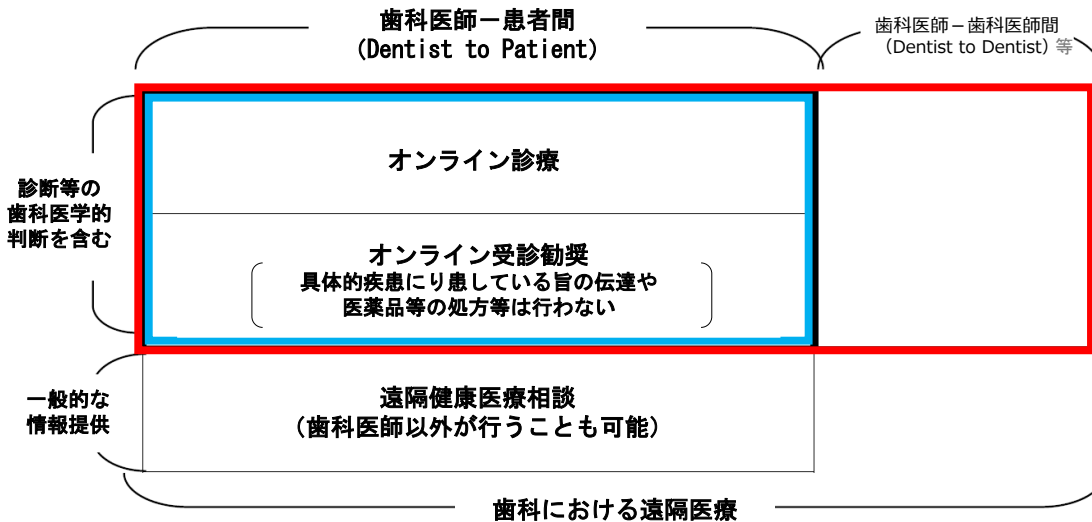 歯科医師－患者間
(Dentist to Patient)
歯科医師－歯科医師間
（Dentist to Dentist）等
診断等の
歯科医学的
判断を含む
オンライン診療
オンライン受診勧奨
具体的疾患にり患している旨の伝達や
医薬品等の処方等は行わない
一般的な
情報提供
遠隔健康医療相談
（歯科医師以外が行うことも可能）
歯科における遠隔医療